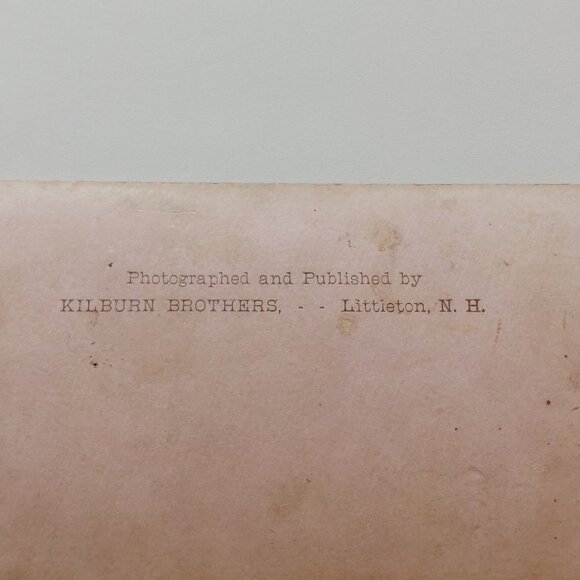 Photographed and Published by
KILBURN BROTHERS, - - Littleton, N. H.